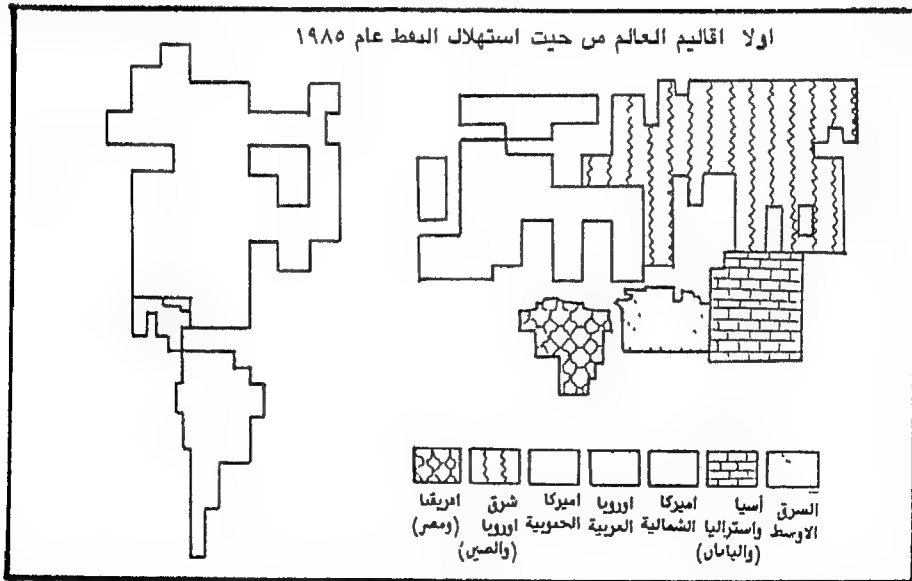 اولا اقاليم العالم من حيث استهلال النفط عام ١٩٨٥
السرق الاوسط
أسيا واستراليا (واليابان)
اميركا الشمالية
اوروبا العربية
اميركا الجنوبية
شرق اوروبا (والصين)
افريقيا (ومصر)